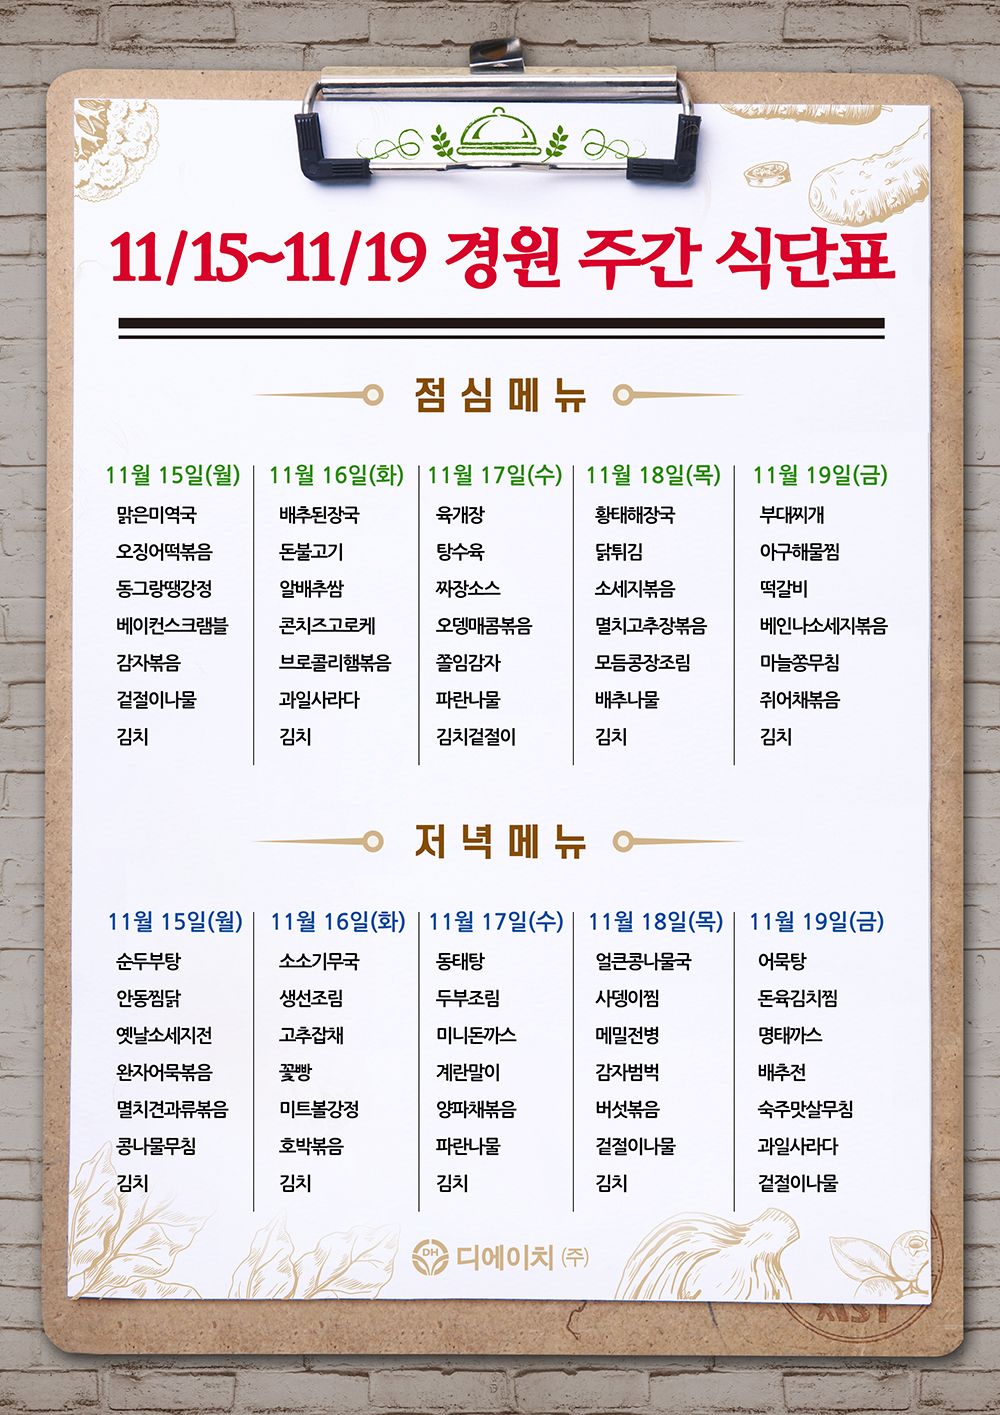 11/15~11/19 경원 주간 식단표
점심메뉴
11월 15일(월)
맑은미역국
오징어떡볶음
동그랑땡강정
베이컨스크램블
감자볶음
겉절이나물
김치
11월 16일(화)
배추된장국
돈불고기
알배추쌈
콘치즈고로케
브로콜리햄볶음
과일사라다
김치
11월 17일(수)
육개장
탕수육
짜장소스
오뎅매콤볶음
쫄임감자
파란나물
김치겉절이
11월 18일(목)
황태해장국
닭튀김
소세지볶음
멸치고추장볶음
모듬콩장조림
배추나물
김치
11월 19일(금)
부대찌개
아구해물찜
떡갈비
베인나소세지볶음
마늘쫑무침
쥐어채볶음
김치
저녁메뉴
11월 15일(월)
순두부탕
안동찜닭
옛날소세지전
완자어묵볶음
멸치견과류볶음
콩나물무침
김치
11월 16일(화)
소소기무국
생선조림
고추잡채
꽃빵
미트볼강정
호박볶음
김치
11월 17일(수)
동태탕
두부조림
미니돈까스
계란말이
양파채볶음
파란나물
김치
11월 18일(목)
얼큰콩나물국
사뎅이찜
메밀전병
감자범벅
버섯볶음
겉절이나물
김치
11월 19일(금)
어묵탕
돈육김치찜
명태까스
배추전
숙주맛살무침
과일사라다
겉절이나물
DH 디에이치(주)